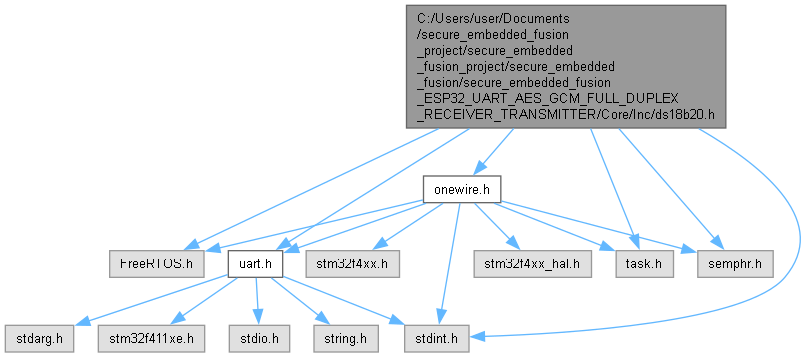 C:/Users/user/Documents
/secure_embedded_fusion
_project/secure_embedded
_fusion_project/secure_embedded
_fusion/secure_embedded_fusion
_ESP32_UART_AES_GCM_FULL_DUPLEX
_RECEIVER_TRANSMITTER/Core/Inc/ds18b20.h
onewire.h
FreeRTOS.h
uart.h
stm32f4xx.h
stm32f4xx_hal.h
task.h
semphr.h
stdarg.h
stm32f411xe.h
stdio.h
string.h
stdint.h